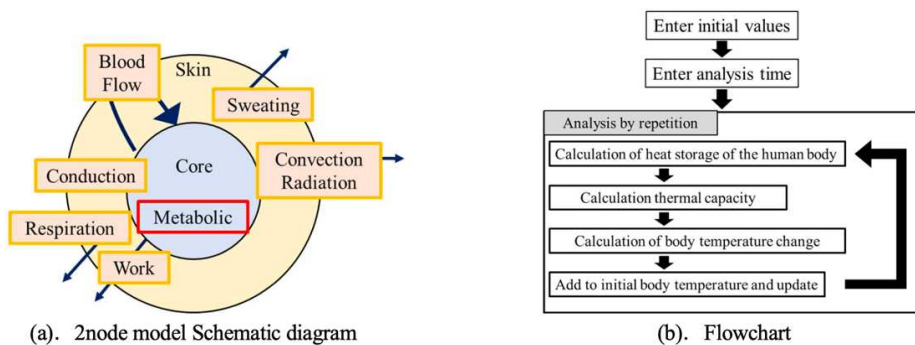 Blood
Flow
Skin
Sweating
Core
Convection
Radiation
Conduction
Metabolic
Respiration
Work
(a). 2node model Schematic diagram
Enter initial values
Enter analysis time
Analysis by repetition
Calculation of heat storage of the human body
Calculation thermal capacity
Calculation of body temperature change
Add to initial body temperature and update
(b). Flowchart